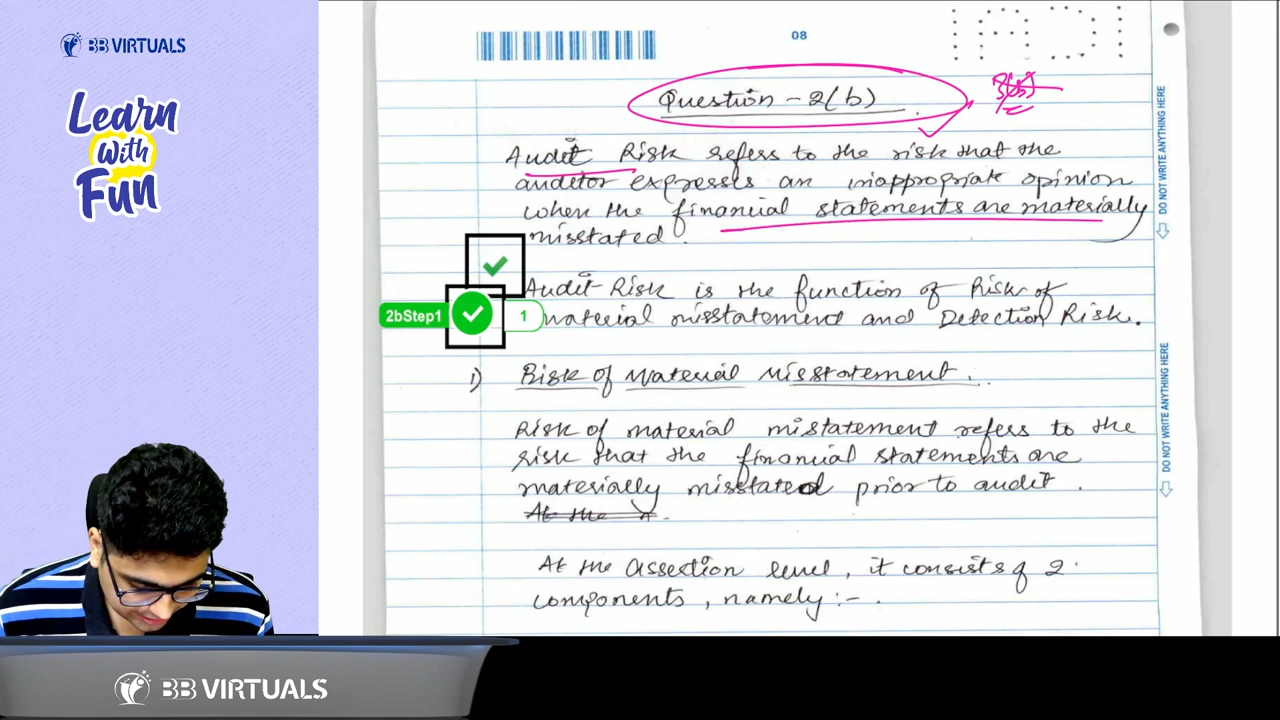 BB VIRTUALS
Learn
With
Fun
08
Question - 2(b)
Audit Risk refers to the risk that the
auditor expresses an inappropriate opinion
when the financial statements are materially
misstated.
Audit Risk is the function of Risk of
material misstatement and Detection Risk.
2bStep1
1
i) Risk of Material Misstatement.
Risk of material mistatement refers to the
risk that the financial statements are
materially misstated prior to audit.
At the
At the assertion level, it consists of 2
components, namely :-
DO NOT WRITE ANYTHING HERE
DO NOT WRITE ANYTHING HERE
BB VIRTUALS